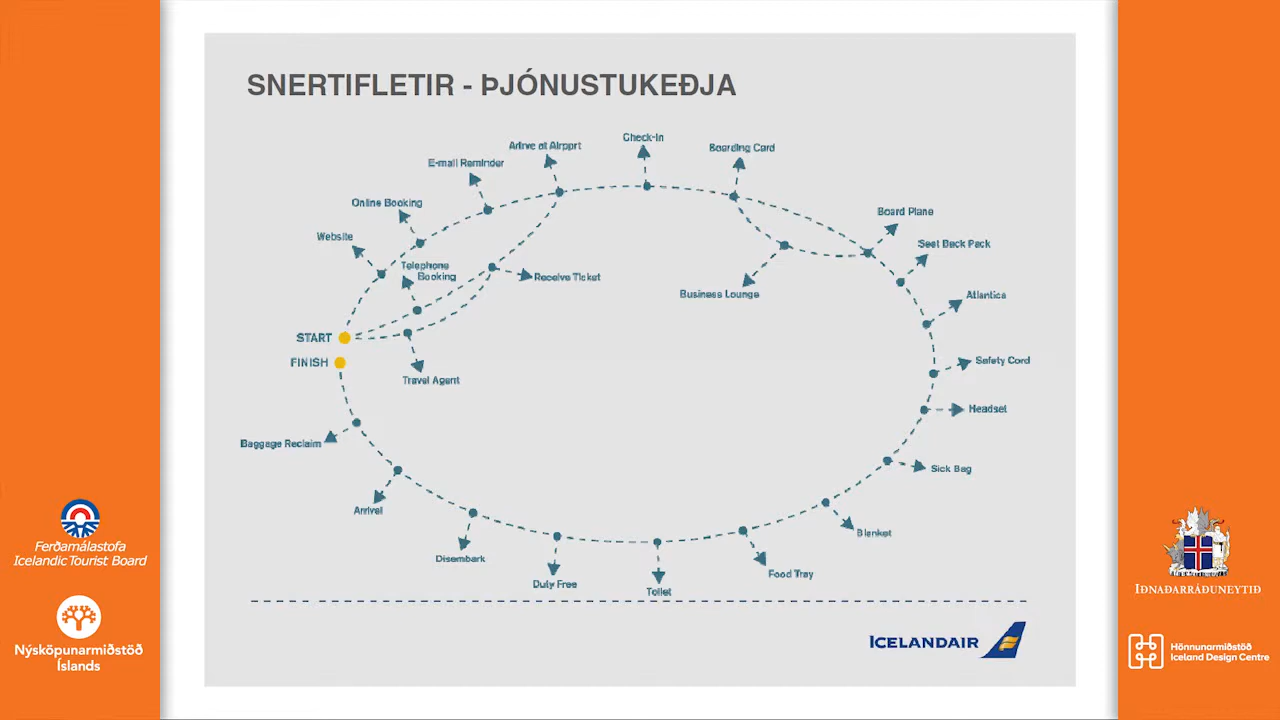 SNERTIFLETIR - ÞJÓNUSTUKEÐJA
Check-In
Arrive at Airpprt
Boarding Card
E-mail Reminder
Online Booking
Board Plane
Website
Seat Back Pack
Telephone
Booking
Receive Ticket
Business Lounge
Atlantica
START
FINISH
Safety Card
Travel Agent
Headset
Baggage Reclaim
Sick Bag
Arrival
Blanket
Disembark
Food Tray
Duty Free
Toilet
ICELANDAIR
Ferðamálastofa
Icelandic Tourist Board
Nýsköpunarmiðstöð
Íslands
IÐNAÐARRÁÐUNEYTIÐ
Hönnunarmiðstöð
Iceland Design Centre